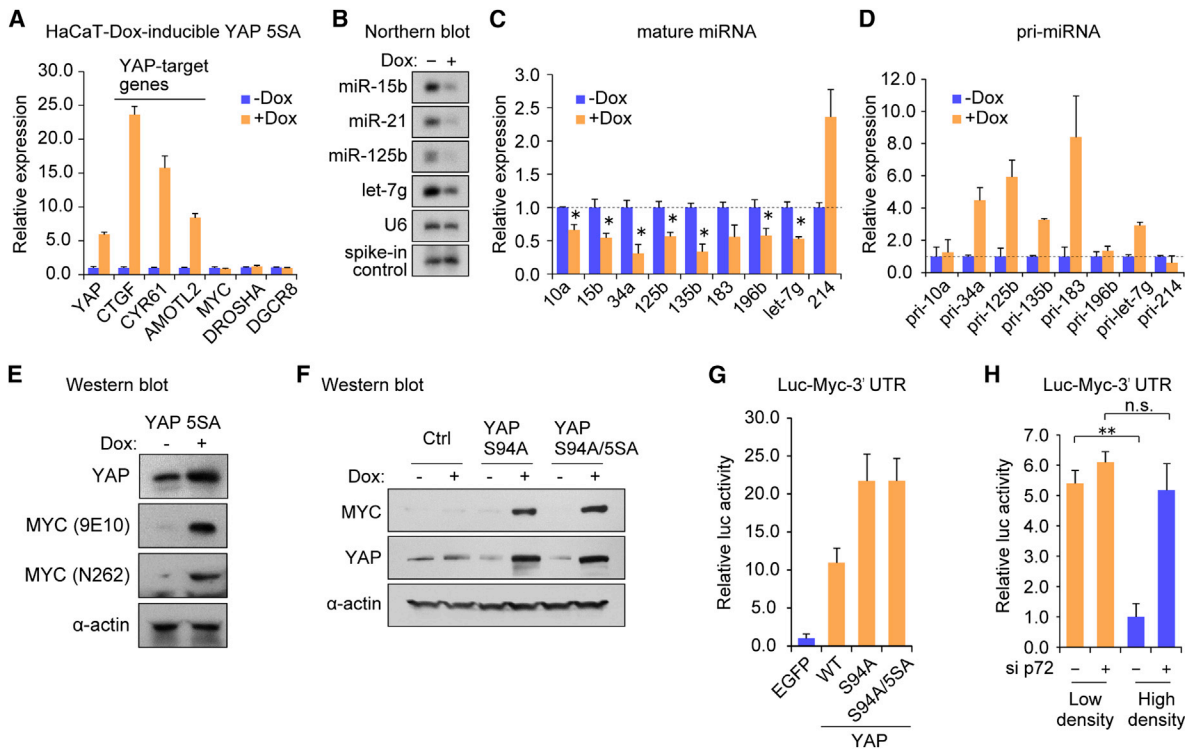 A
HaCaT-Dox-inducible YAP 5SA
Relative expression
30.0
25.0
20.0
15.0
10.0
5.0
0.0
YAP-target
genes
-Dox
+Dox
YAP
CTGF
CYR61
AMOTL2
MYC
DROSHA
DGCR8
B
Northern blot
Dox: – +
miR-15b
miR-21
miR-125b
let-7g
U6
spike-in
control
C
mature miRNA
Relative expression
3.0
2.5
2.0
1.5
1.0
0.5
0.0
-Dox
+Dox
* * * * * * *
10a
15b
34a
125b
135b
183
196b
let-7g
214
D
pri-miRNA
Relative expression
12.0
10.0
8.0
6.0
4.0
2.0
0.0
-Dox
+Dox
pri-10a
pri-34a
pri-125b
pri-135b
pri-183
pri-196b
pri-let-7g
pri-214
E
Western blot
YAP 5SA
Dox: - +
YAP
MYC (9E10)
MYC (N262)
α-actin
F
Western blot
Ctrl
YAP
S94A
YAP
S94A/5SA
Dox: - + - + - +
MYC
YAP
α-actin
G
Luc-Myc-3' UTR
Relative luc activity
30.0
25.0
20.0
15.0
10.0
5.0
0.0
EGFP
WT
S94A
S94A/5SA
YAP
H
Luc-Myc-3' UTR
Relative luc activity
n.s.
**
7.0
6.0
5.0
4.0
3.0
2.0
1.0
0.0
si p72 – + – +
Low
density
High
density